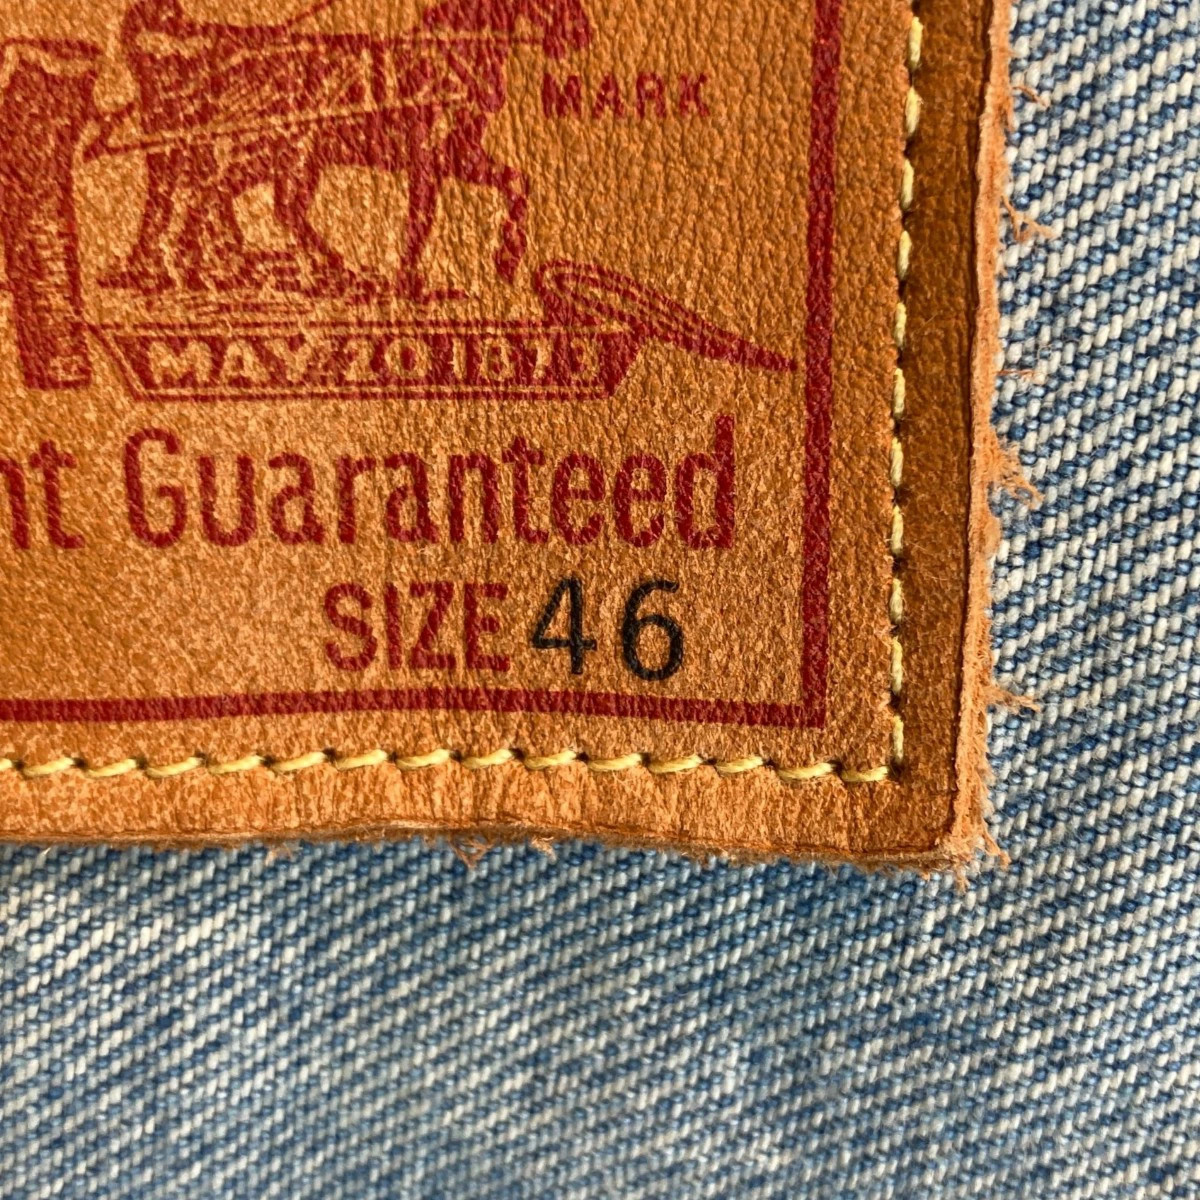 MARK
MAY 20 1873
nt Guaranteed
SIZE 46